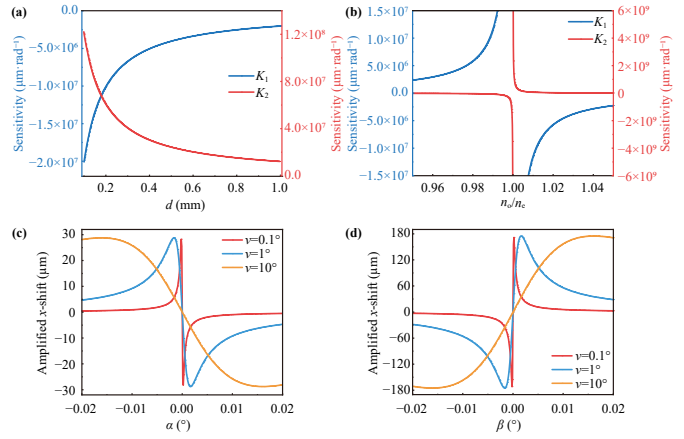 (a)
0.0
−5.0×10⁶
−1.0×10⁷
−1.5×10⁷
−2.0×10⁷
Sensitivity (μm·rad⁻¹)
K₁
K₂
1.2×10⁸
8.0×10⁷
4.0×10⁷
0.0
Sensitivity (μm·rad⁻¹)
0.2 0.4 0.6 0.8 1.0
d (mm)
(b)
1.5×10⁷
1.0×10⁷
5.0×10⁶
0.0
−5.0×10⁶
−1.0×10⁷
−1.5×10⁷
Sensitivity (μm·rad⁻¹)
K₁
K₂
6×10⁹
4×10⁹
2×10⁹
0
−2×10⁹
−4×10⁹
−6×10⁹
Sensitivity (μm·rad⁻¹)
0.96 0.98 1.00 1.02 1.04
nₒ/nₑ
(c)
30
20
10
0
−10
−20
−30
Amplified x-shift (μm)
v=0.1°
v=1°
v=10°
−0.02 −0.01 0.00 0.01 0.02
α (°)
(d)
180
120
60
0
−60
−120
−180
Amplified x-shift (μm)
v=0.1°
v=1°
v=10°
−0.02 −0.01 0.00 0.01 0.02
β (°)